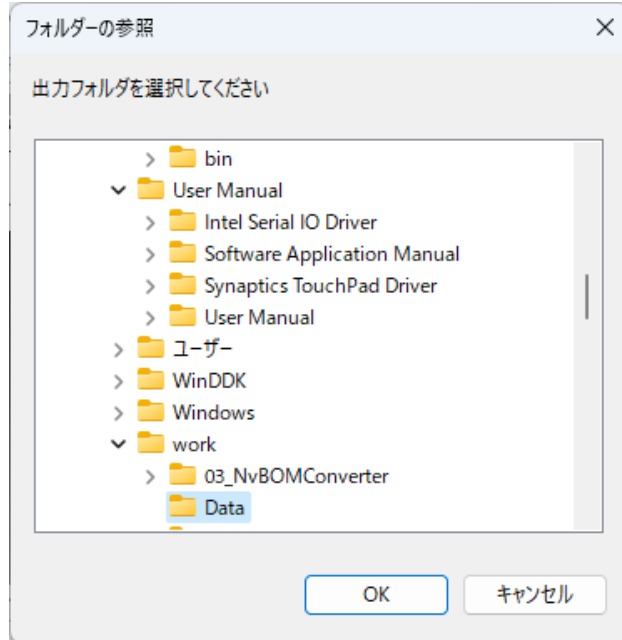 フォルダーの参照
出力フォルダを選択してください
bin
User Manual
Intel Serial IO Driver
Software Application Manual
Synaptics TouchPad Driver
User Manual
ユーザー
WinDDK
Windows
work
03_NvBOMConverter
Data
OK キャンセル